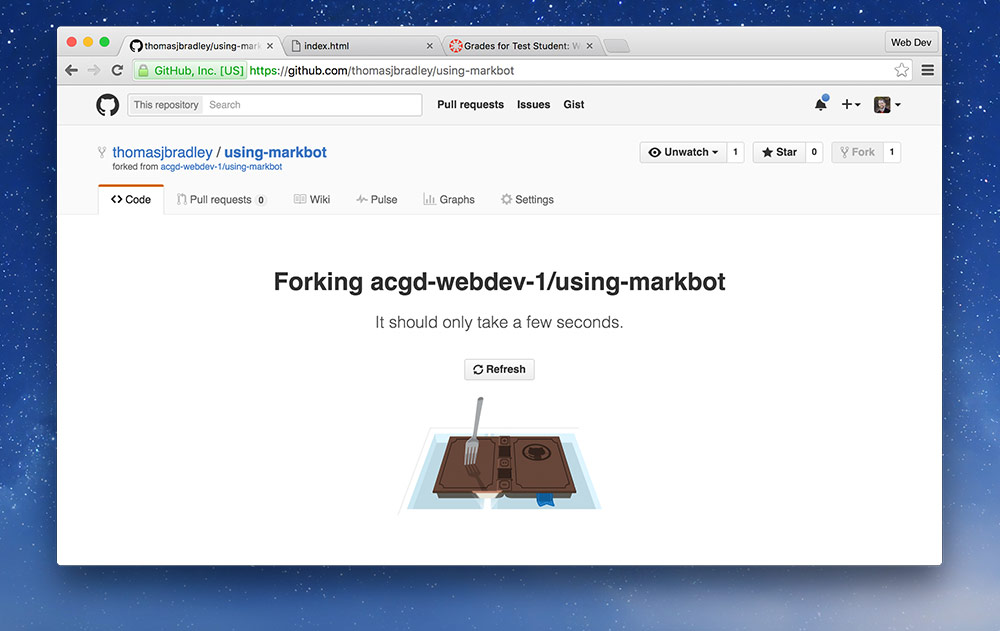 thomasjbradley/using-mark
index.html
Grades for Test Student: W
Web Dev
GitHub, Inc. [US] https://github.com/thomasjbradley/using-markbot
This repository Search Pull requests Issues Gist
thomasjbradley / using-markbot Unwatch 1 Star 0 Fork 1
forked from acgd-webdev-1/using-markbot
Code Pull requests 0 Wiki Pulse Graphs Settings
Forking acgd-webdev-1/using-markbot
It should only take a few seconds.
Refresh